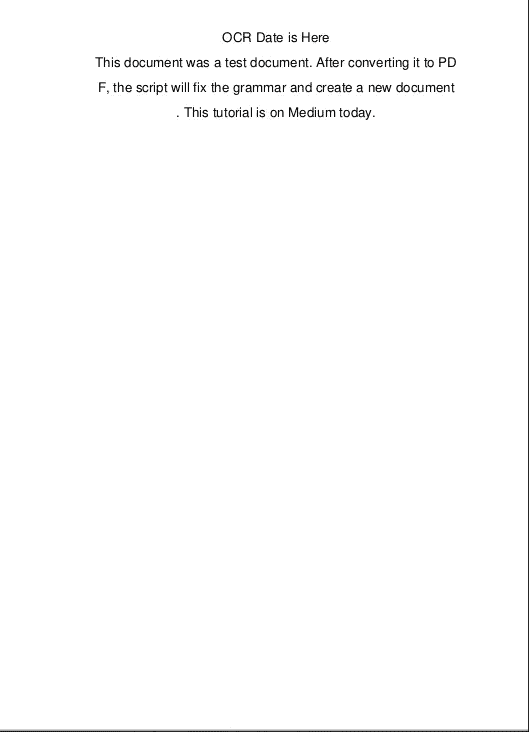 OCR Date is Here
This document was a test document. After converting it to PD
F, the script will fix the grammar and create a new document
. This tutorial is on Medium today.